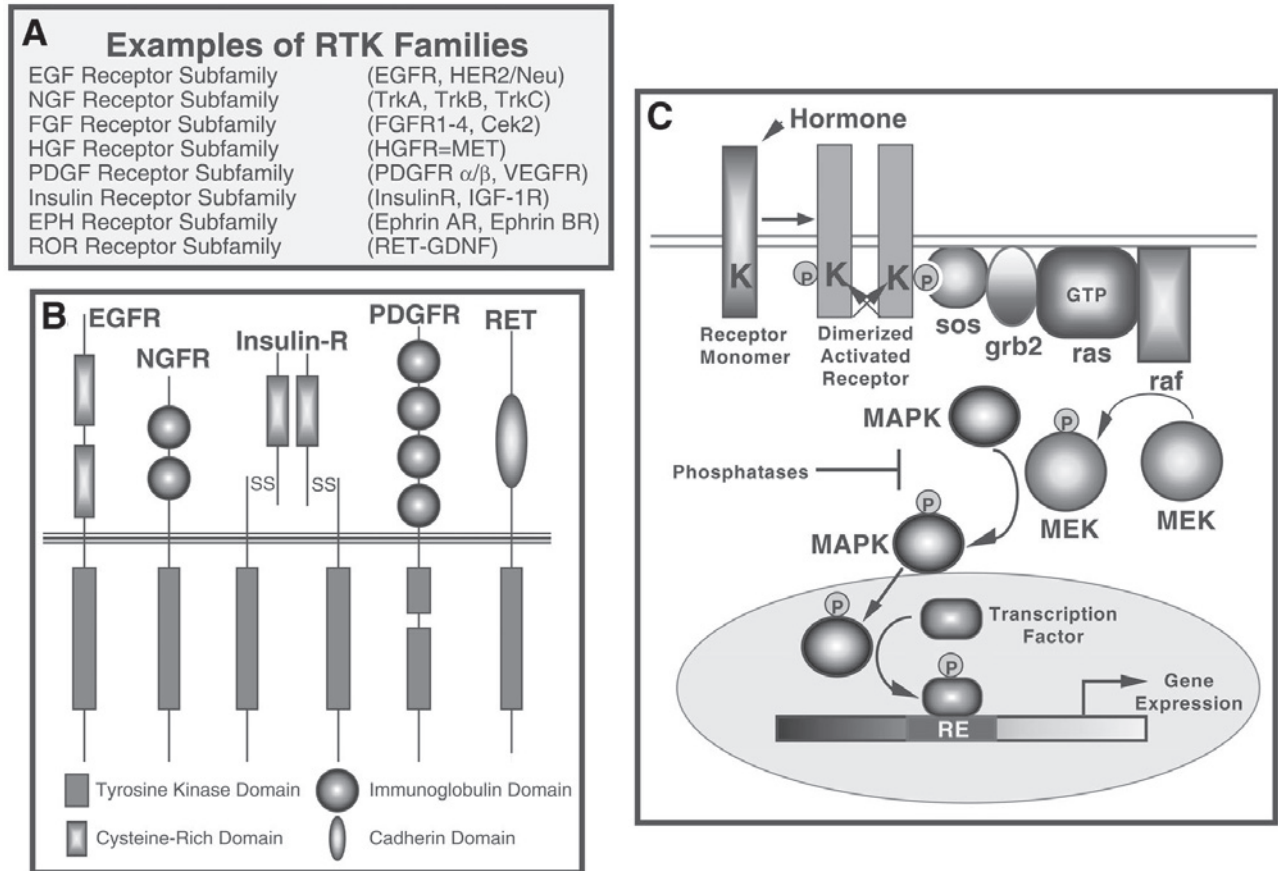 A
Examples of RTK Families
EGF Receptor Subfamily (EGFR, HER2/Neu)
NGF Receptor Subfamily (TrkA, TrkB, TrkC)
FGF Receptor Subfamily (FGFR1-4, Cek2)
HGF Receptor Subfamily (HGFR=MET)
PDGF Receptor Subfamily (PDGFR α/β, VEGFR)
Insulin Receptor Subfamily (InsulinR, IGF-1R)
EPH Receptor Subfamily (Ephrin AR, Ephrin BR)
ROR Receptor Subfamily (RET-GDNF)
B
EGFR
NGFR
Insulin-R
PDGFR
RET
SS
SS
Tyrosine Kinase Domain
Immunoglobulin Domain
Cysteine-Rich Domain
Cadherin Domain
C
Hormone
K
P
K
K
P
GTP
Receptor
Monomer
Dimerized
Activated
Receptor
sos
grb2
ras
raf
MAPK
P
MEK
MEK
Phosphatases
P
MAPK
P
Transcription
Factor
P
RE
Gene
Expression